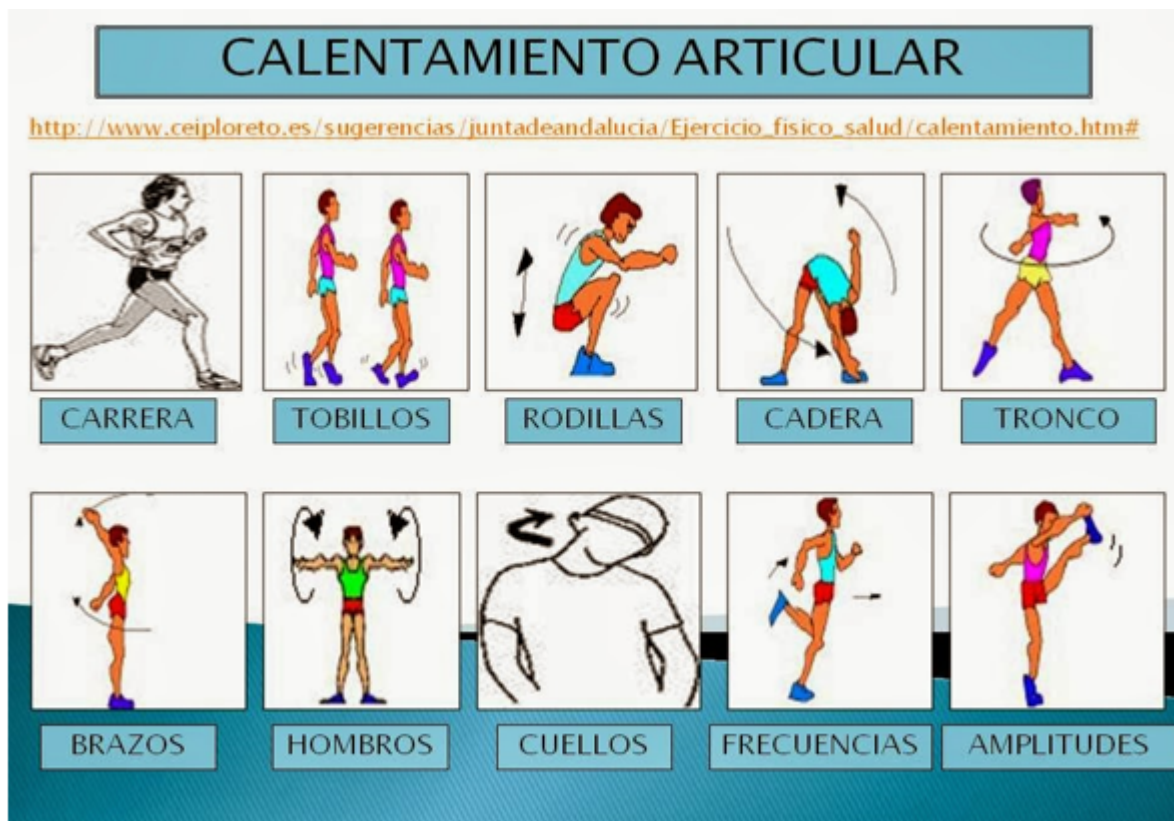 CALENTAMIENTO ARTICULAR
http://www.ceiploreto.es/sugerencias/juntadeandalucia/Ejercicio_fisico_salud/calentamiento.htm#
CARRERA
TOBILLOS
RODILLAS
CADERA
TRONCO
BRAZOS
HOMBROS
CUELLOS
FRECUENCIAS
AMPLITUDES